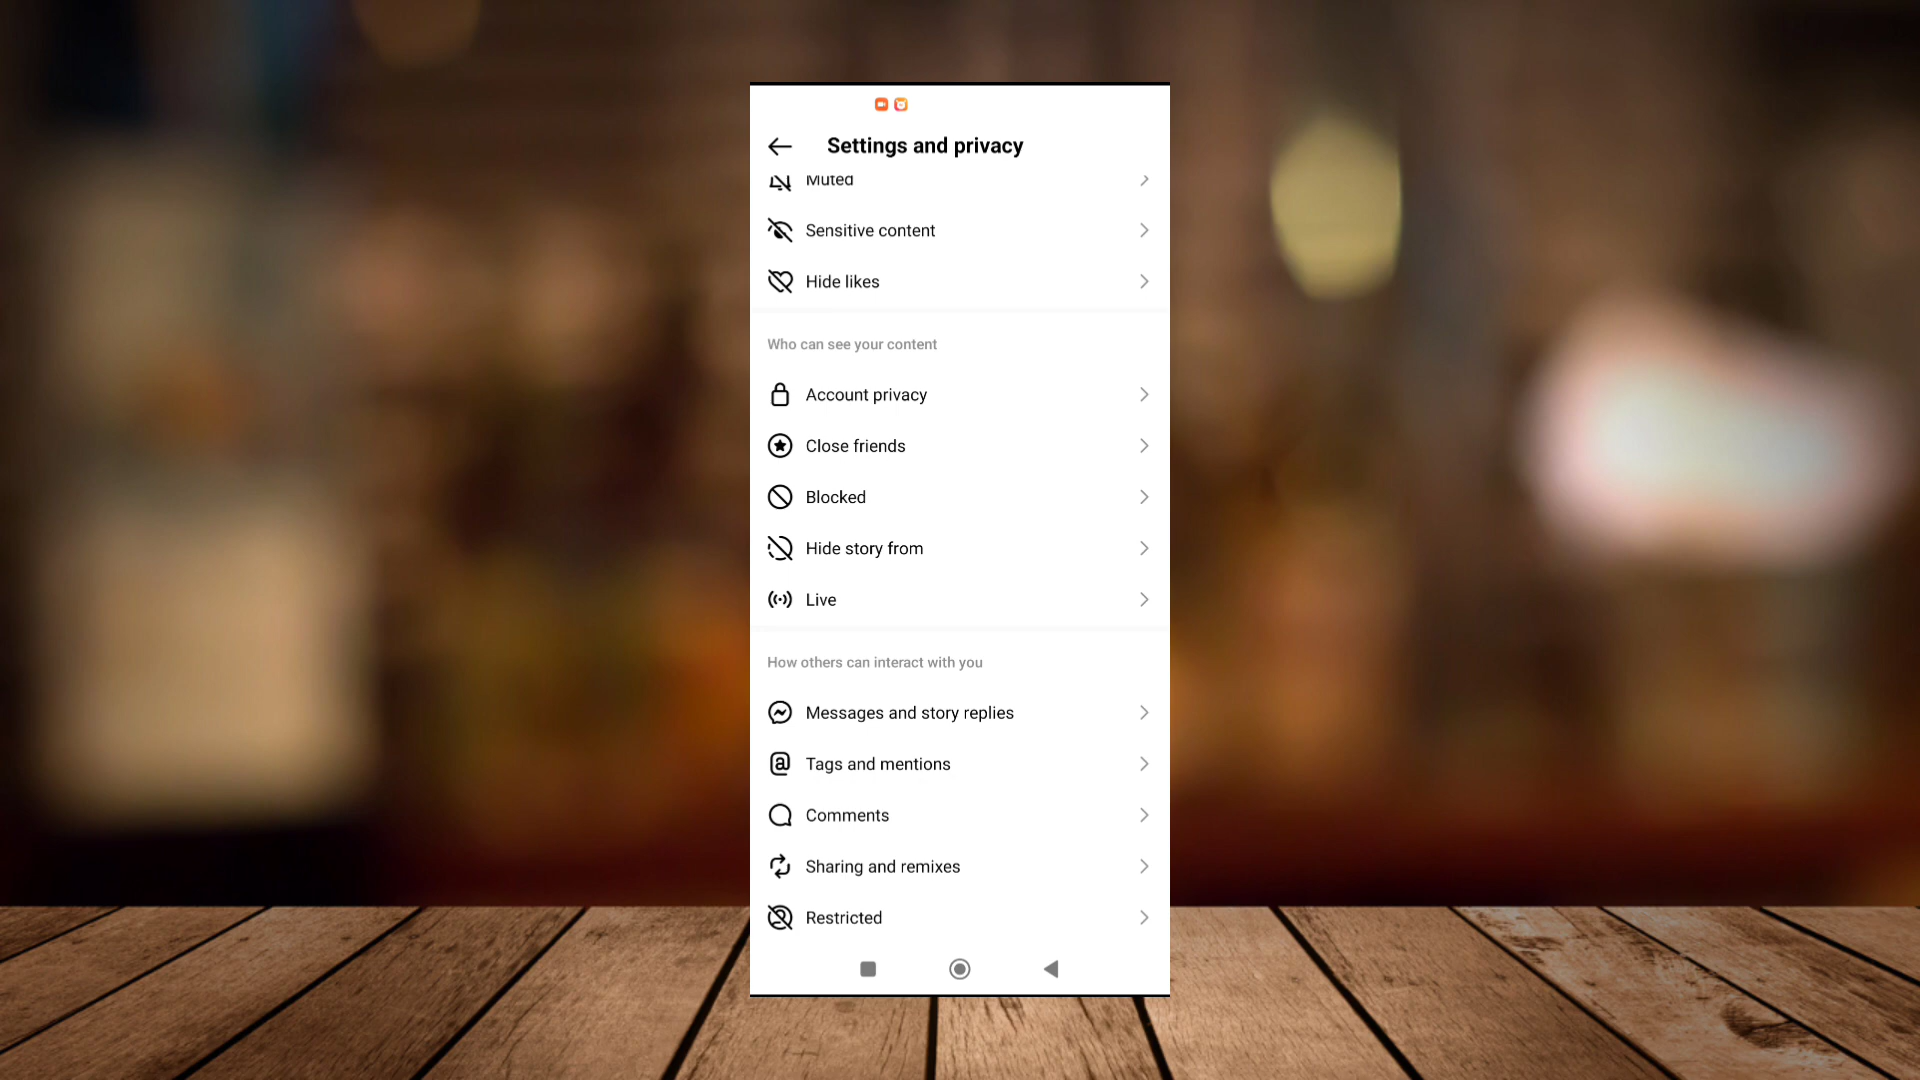 Settings and privacy
Muted
Sensitive content
Hide likes
Who can see your content
Account privacy
Close friends
Blocked
Hide story from
Live
How others can interact with you
Messages and story replies
Tags and mentions
Comments
Sharing and remixes
Restricted